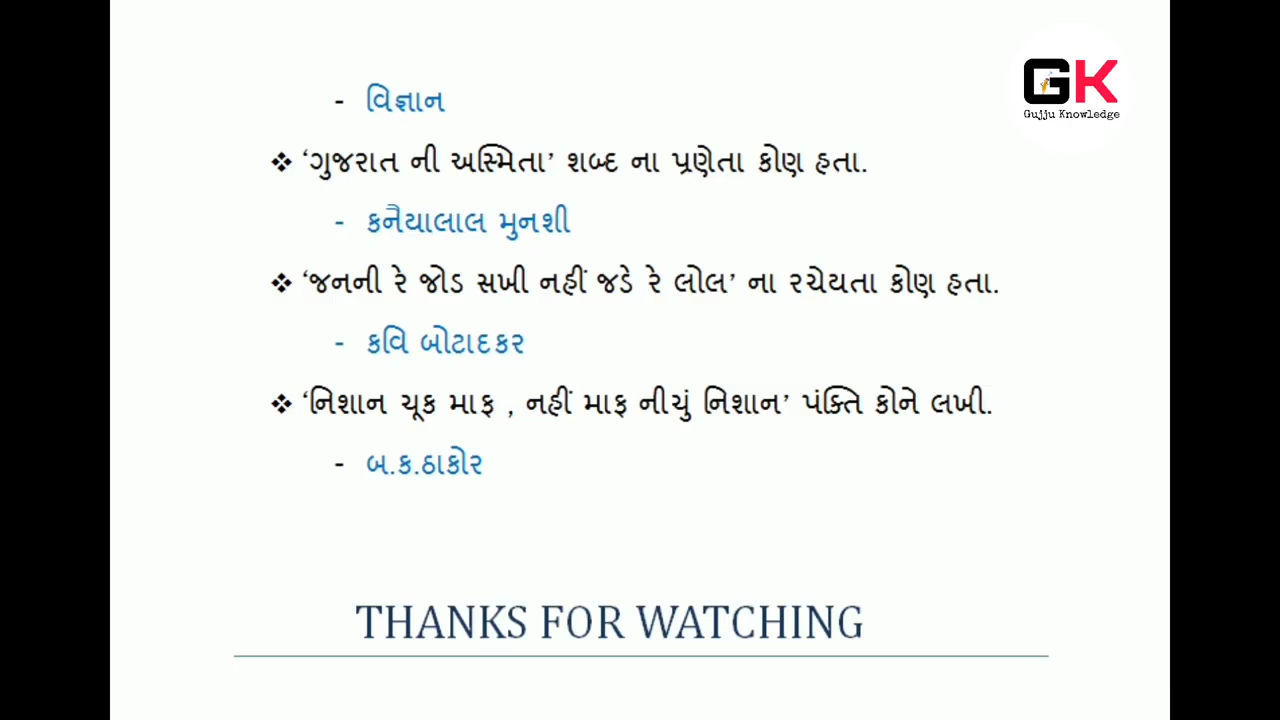 GK
Gujju Knowledge
- વિજ્ઞાન
❖ ‘ગુજરાત ની અસ્મિતા’ શબ્દ ના પ્રણેતા કોણ હતા.
- કનૈયાલાલ મુનશી
❖ ‘જનની રે જોડ સખી નહીં જડે રે લોલ’ ના રચેયતા કોણ હતા.
- કવિ બોટાદકર
❖ ‘નિશાન ચૂક માફ , નહીં માફ નીચું નિશાન’ પંક્તિ કોને લખી.
- બ.ક.ઠાકોર
THANKS FOR WATCHING